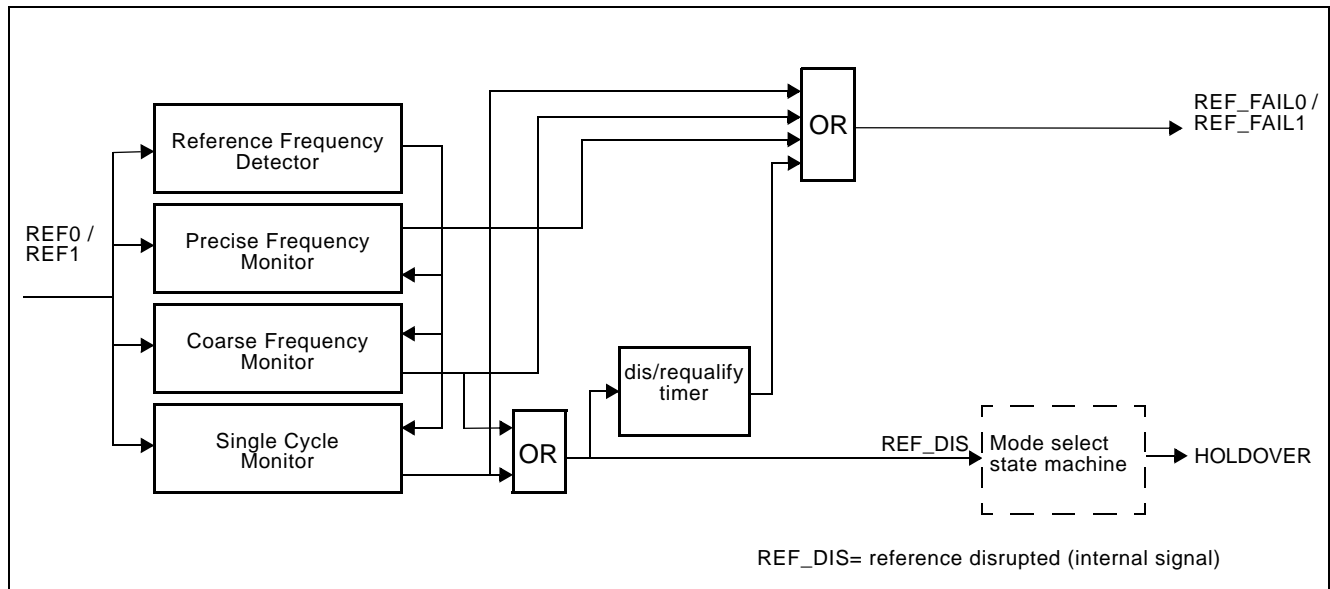 REF0 /
REF1
Reference Frequency
Detector
Precise Frequency
Monitor
Coarse Frequency
Monitor
Single Cycle
Monitor
OR
dis/requalify
timer
OR
REF_FAIL0 /
REF_FAIL1
REF_DIS
Mode select
state machine
HOLDOVER
REF_DIS= reference disrupted (internal signal)